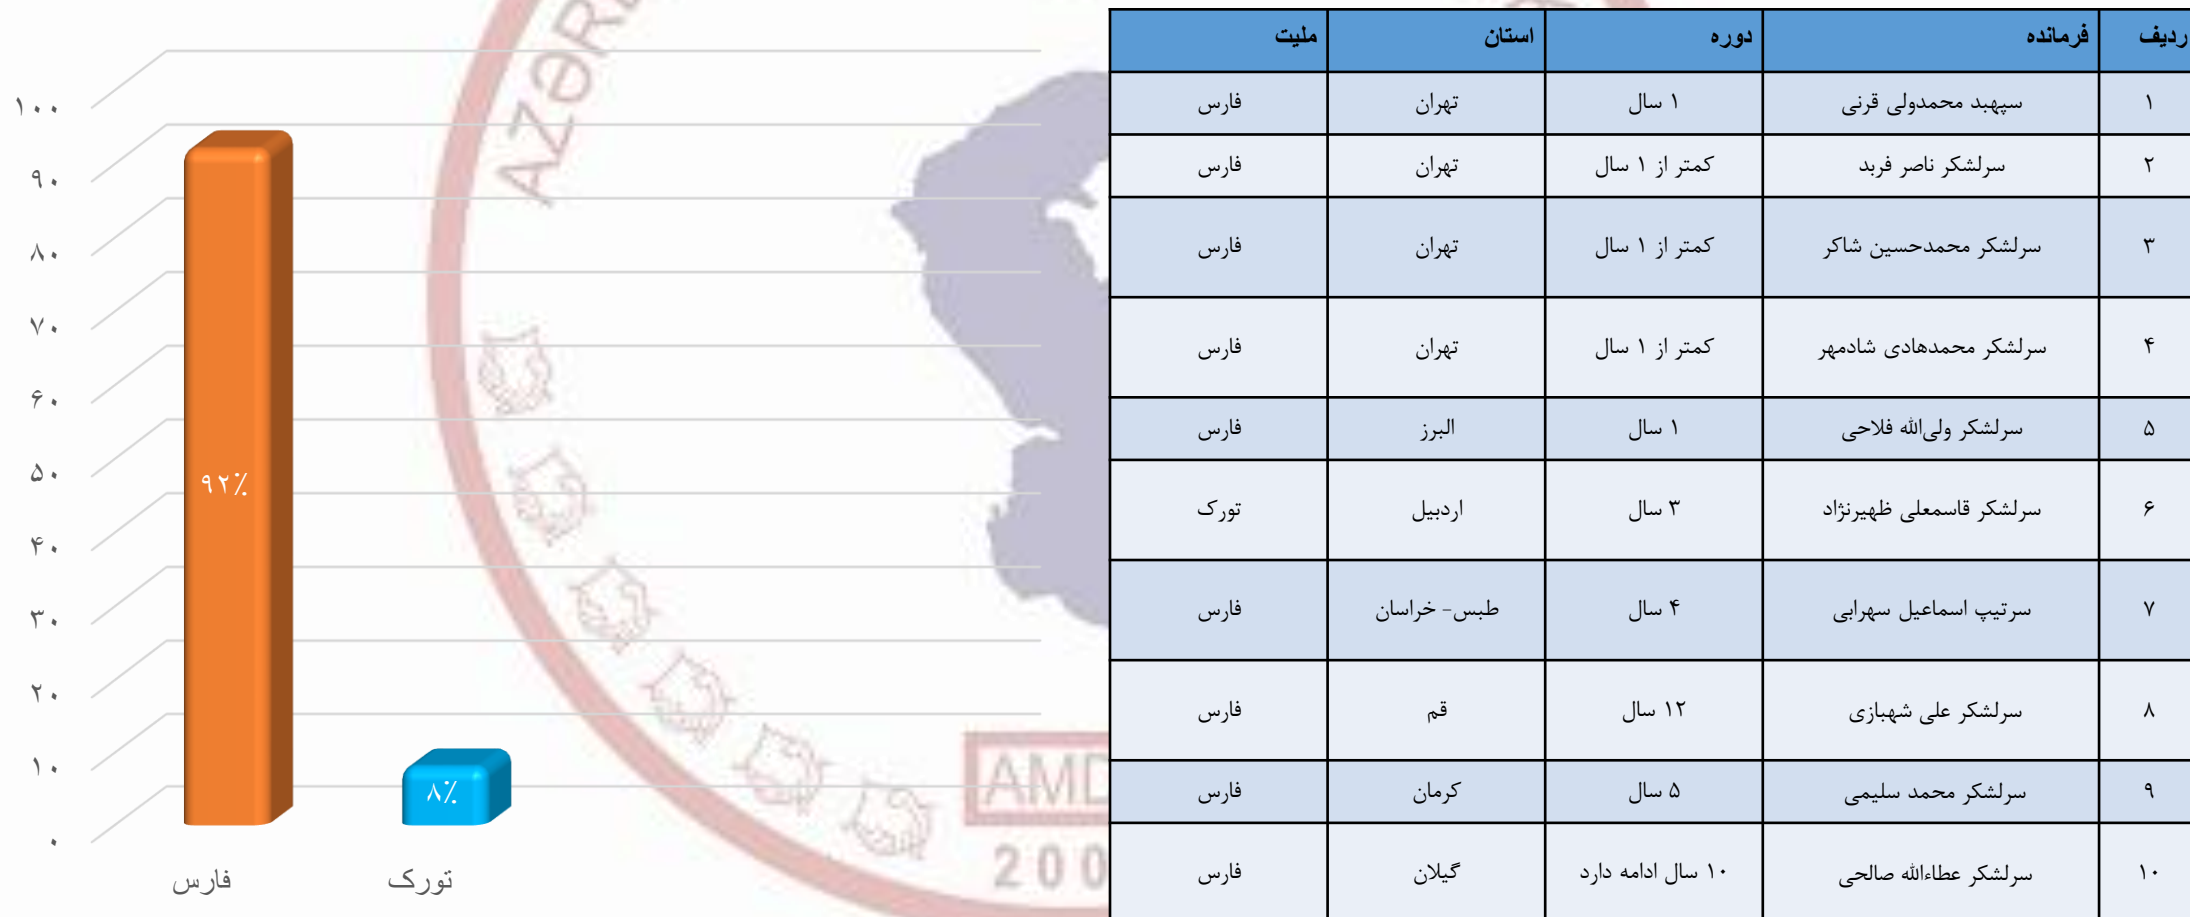 ردیف فرمانده دوره استان ملیت
۱ سپهبد محمدولی قرنی ۱ سال تهران فارس
۲ سرلشکر ناصر فربد کمتر از ۱ سال تهران فارس
۳ سرلشکر محمدحسین شاکر کمتر از ۱ سال تهران فارس
۴ سرلشکر محمدهادی شادمهر کمتر از ۱ سال تهران فارس
۵ سرلشکر ولی‌الله فلاحی ۱ سال البرز فارس
۶ سرلشکر قاسمعلی ظهیرنژاد ۳ سال اردبیل تورک
۷ سرتیپ اسماعیل سهرابی ۴ سال طبس- خراسان فارس
۸ سرلشکر علی شهبازی ۱۲ سال قم فارس
۹ سرلشکر محمد سلیمی ۵ سال کرمان فارس
۱۰ سرلشکر عطاءالله صالحی ۱۰ سال ادامه دارد گیلان فارس
۱۰۰
۹۰
۸۰
۷۰
۶۰
۵۰
۴۰
۳۰
۲۰
۱۰
۰
۹۲٪
۸٪
فارس
تورک